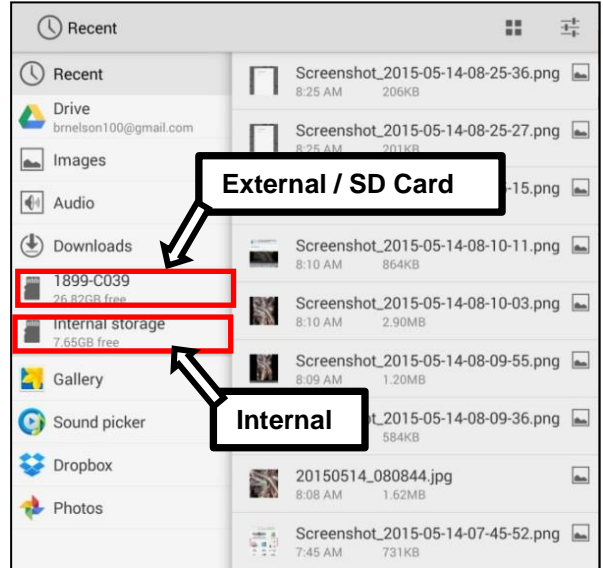 Recent
Recent
Drive
brnelson100@gmail.com
Images
Audio
Downloads
1899-C039
26.82GB free
Internal storage
7.65GB free
Gallery
Sound picker
Dropbox
Photos
External / SD Card
Internal
Screenshot_2015-05-14-08-25-36.png
8:25 AM 206KB
Screenshot_2015-05-14-08-25-27.png
8:25 AM 201KB
-15.png
Screenshot_2015-05-14-08-10-11.png
8:10 AM 864KB
Screenshot_2015-05-14-08-10-03.png
8:10 AM 2.90MB
Screenshot_2015-05-14-08-09-55.png
8:09 AM 1.20MB
_2015-05-14-08-09-36.png
584KB
20150514_080844.jpg
8:08 AM 1.62MB
Screenshot_2015-05-14-07-45-52.png
7:45 AM 731KB